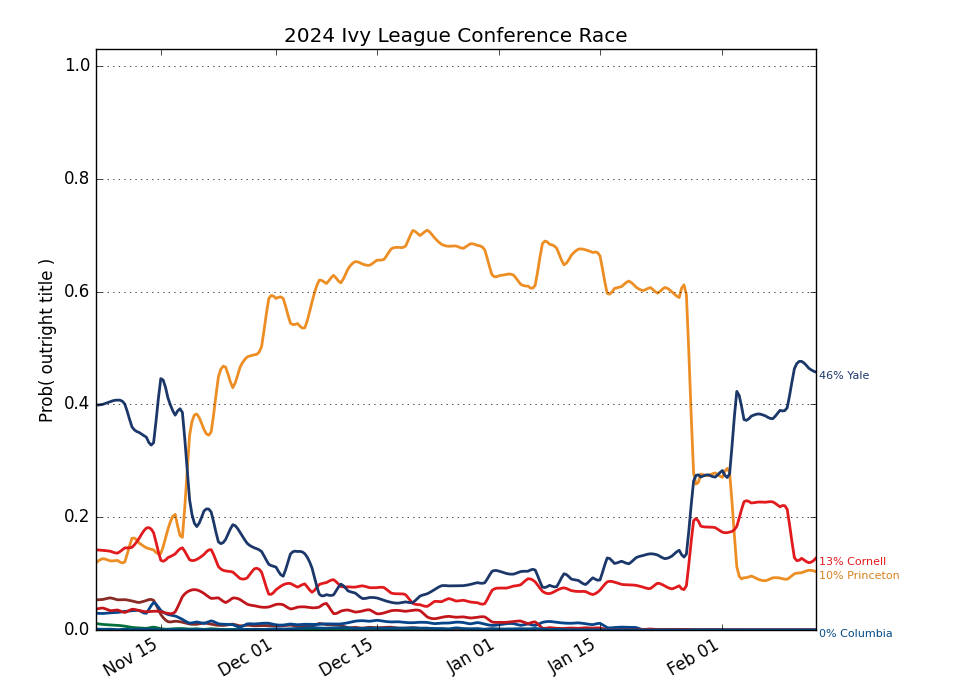 2024 Ivy League Conference Race
Prob( outright title )
1.0
0.8
0.6
0.4
0.2
0.0
46% Yale
13% Cornell
10% Princeton
0% Columbia
Nov 15
Dec 01
Dec 15
Jan 01
Jan 15
Feb 01